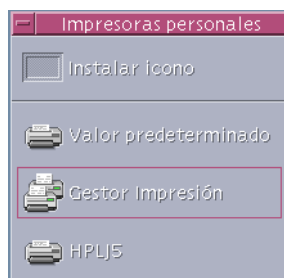 Impresoras personales
Instalar icono
Valor predeterminado
Gestor Impresión
HPLJ5